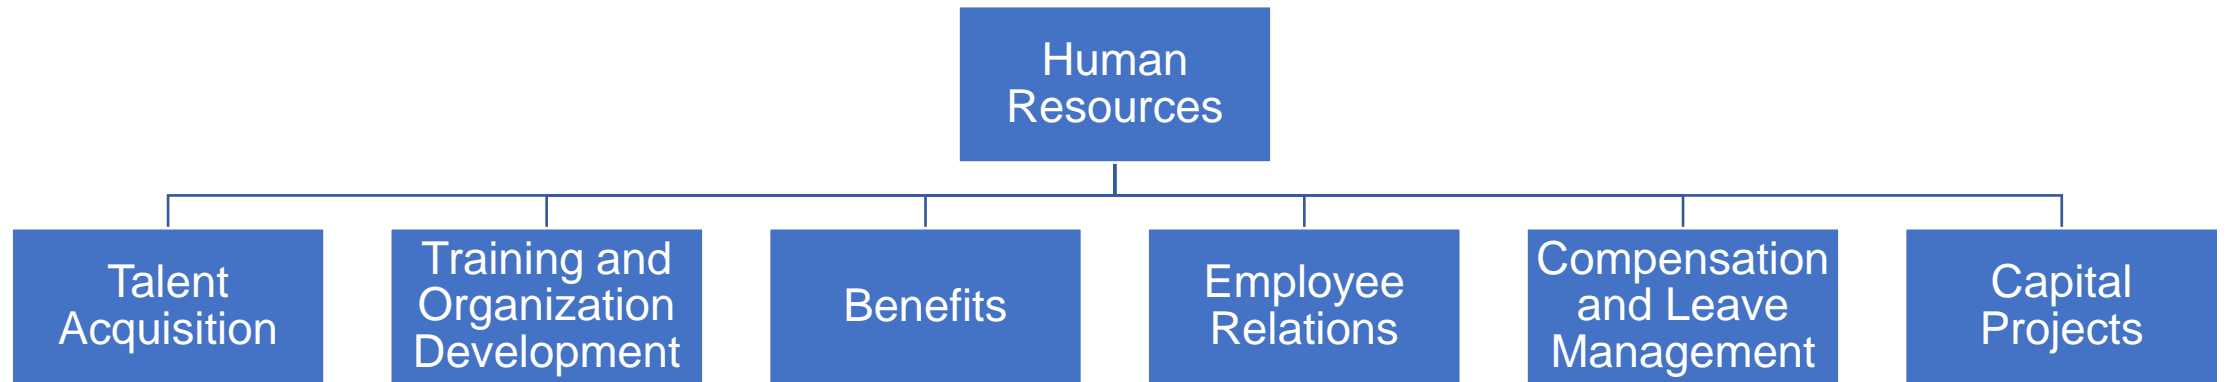 Human
Resources
Talent
Acquisition
Training and
Organization
Development
Benefits
Employee
Relations
Compensation
and Leave
Management
Capital
Projects